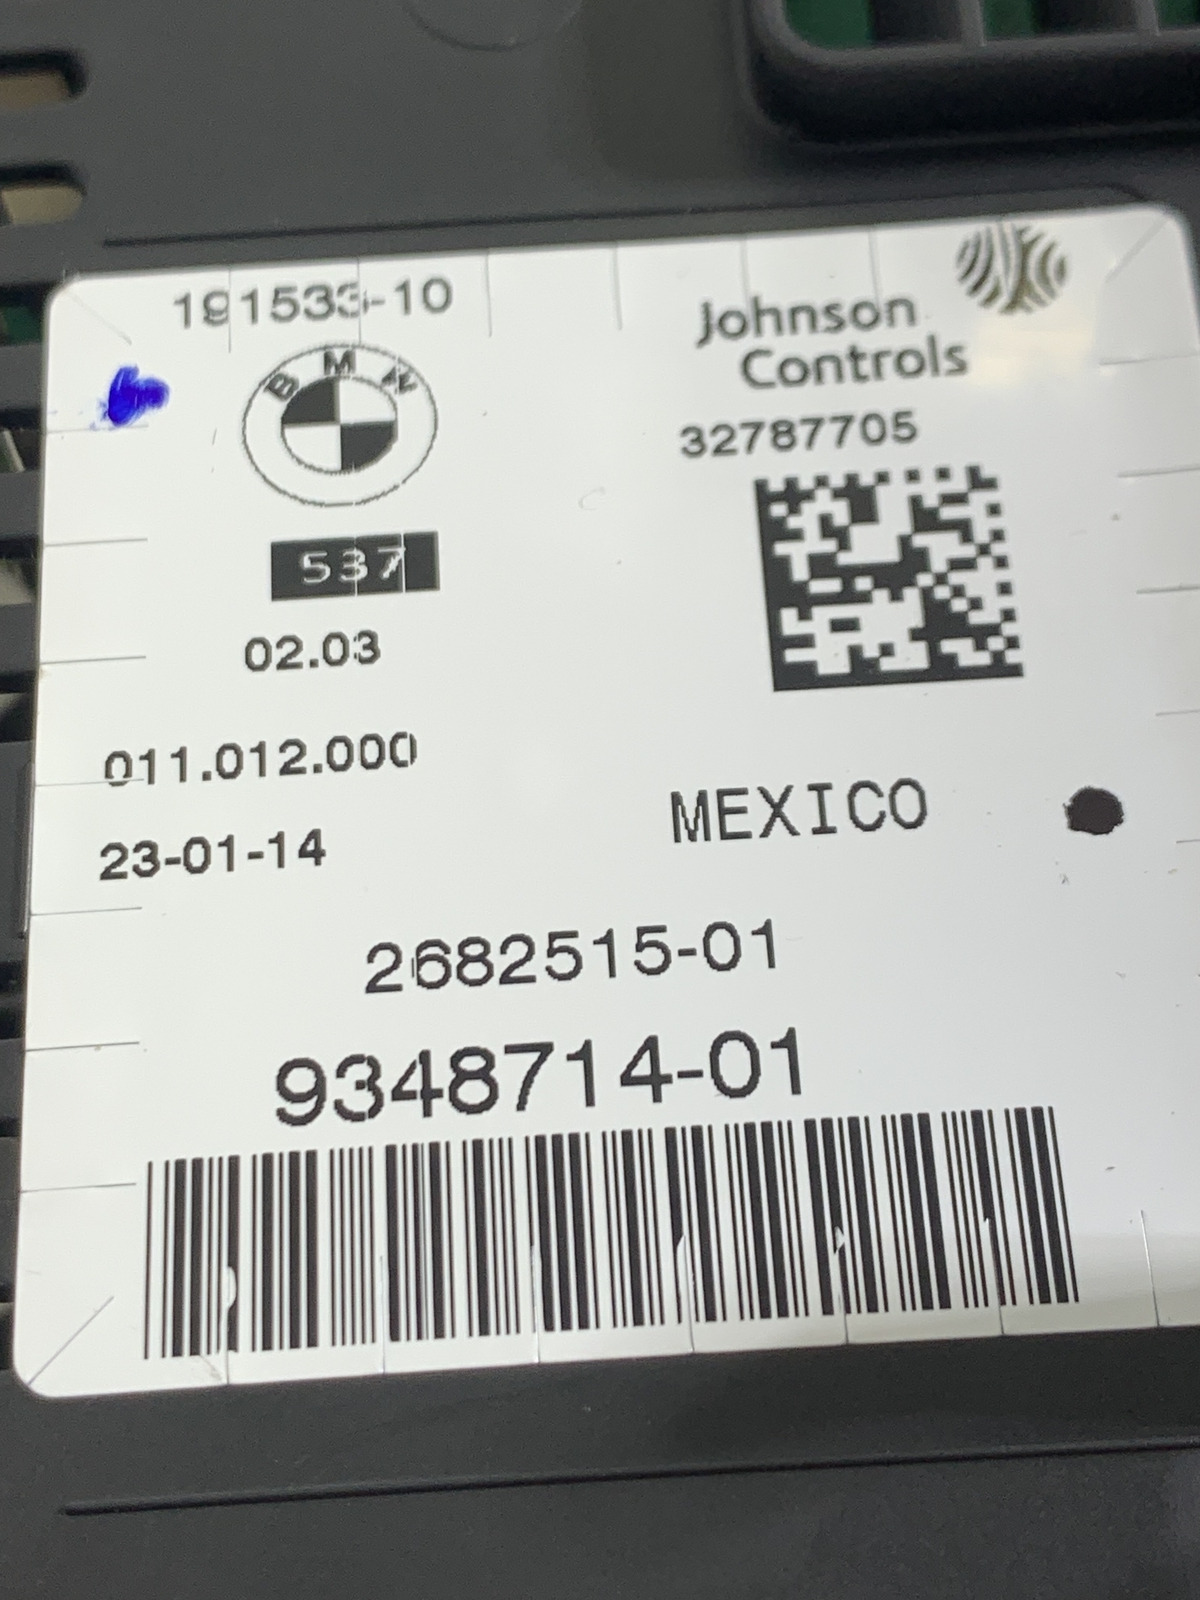 191533-10
BMW
Johnson
Controls
32787705
537
02.03
011.012.000
MEXICO
23-01-14
2682515-01
9348714-01